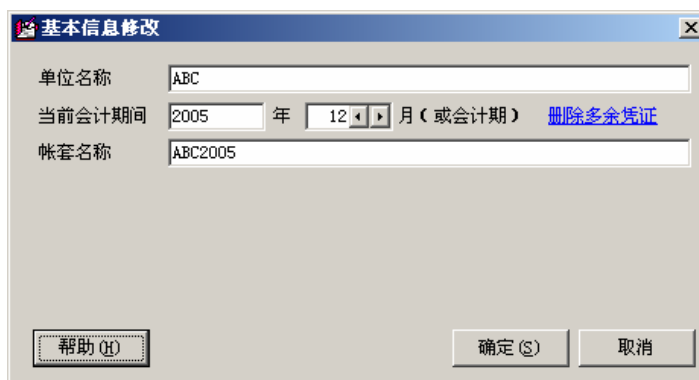 基本信息修改
单位名称 ABC
当前会计期间 2005 年 12 月(或会计期) 删除多余凭证
帐套名称 ABC2005
帮助(H) 确定(S) 取消